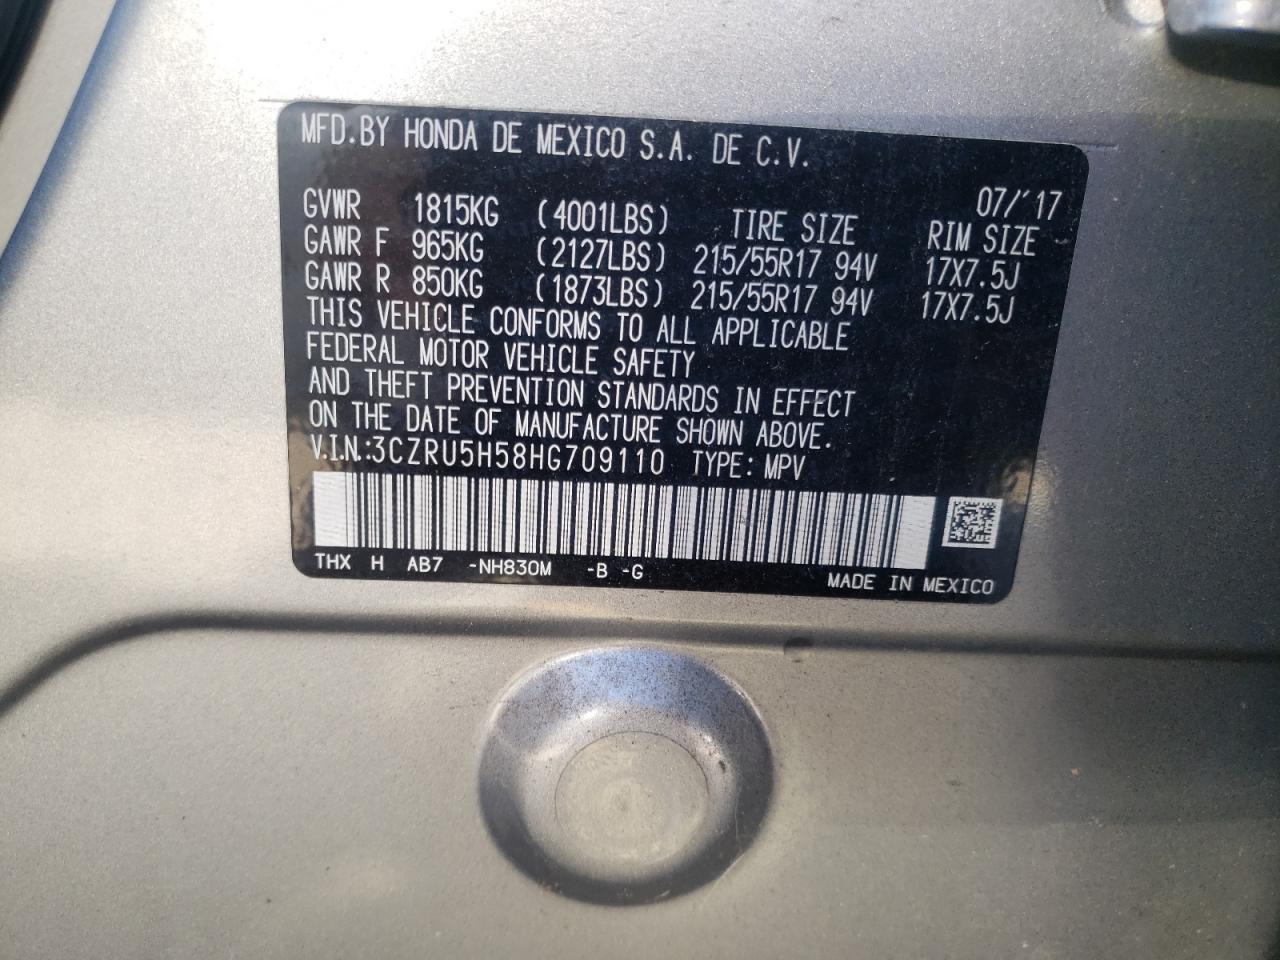 MFD.BY HONDA DE MEXICO S.A. DE C.V.
07/'17
GVWR 1815KG (4001LBS) TIRE SIZE RIM SIZE
GAWR F 965KG (2127LBS) 215/55R17 94V 17X7.5J
GAWR R 850KG (1873LBS) 215/55R17 94V 17X7.5J
THIS VEHICLE CONFORMS TO ALL APPLICABLE
FEDERAL MOTOR VEHICLE SAFETY
AND THEFT PREVENTION STANDARDS IN EFFECT
ON THE DATE OF MANUFACTURE SHOWN ABOVE.
V.I.N.:3CZRU5H58HG709110 TYPE: MPV
THX H AB7 -NH830M -B -G
MADE IN MEXICO